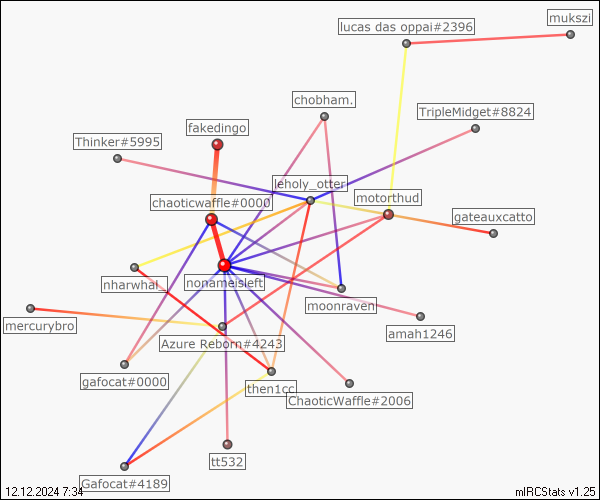 mukszi
lucas das oppai#2396
chobham.
TripleMidget#8824
fakedingo
Thinker#5995
leholy_otter
chaoticwaffle#0000
motorthud
gateauxcatto
nharwhal_
nonameisleft
moonraven
mercurybro
amah1246
Azure Reborn#4243
gafocat#0000
then1cc
ChaoticWaffle#2006
tt532
Gafocat#4189
12.12.2024 7:34
mIRCStats v1.25